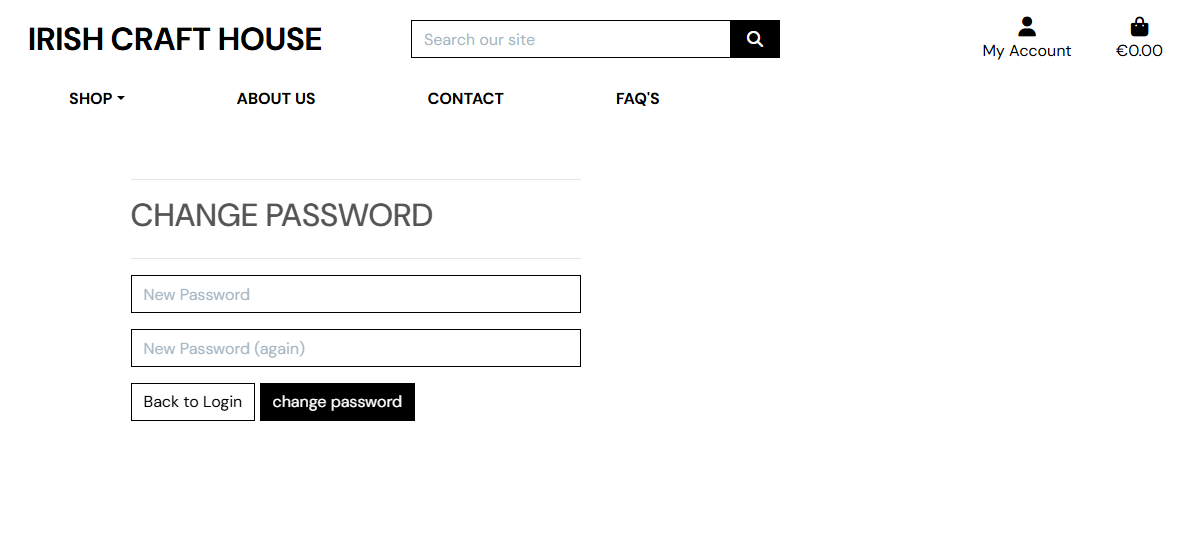 IRISH CRAFT HOUSE
Search our site
My Account
€0.00
SHOP
ABOUT US
CONTACT
FAQ'S
CHANGE PASSWORD
New Password
New Password (again)
Back to Login
change password